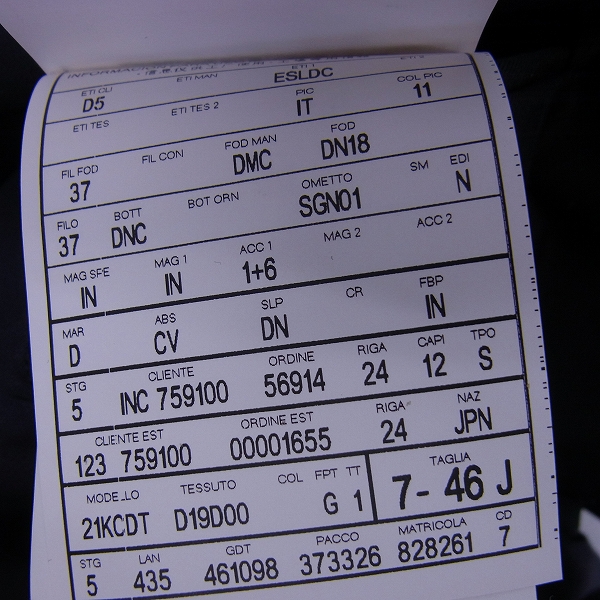 ETI CU ETI MAN ETI 1
D5 ESLDC
ETI TES ETI TES 2 PIC COL PIC
IT 11
FIL FOD FIL CON FOD MAN FOD
37 DMC DN18
FILO BOTT BOT ORN OMETTO SM EDI
37 DNC SGN01 N
MAG SFE MAG 1 ACC 1 MAG 2 ACC 2
IN IN 1+6
MAR ABS SLP CR FBP
D CV DN IN
STG CLIENTE ORDINE RIGA CAPI TPO
5 INC 759100 56914 24 12 S
CLIENTE EST ORDINE EST RIGA NAZ
123 759100 00001655 24 JPN
MODELLO TESSUTO COL FPT TT TAGLIA
21KCDT D19D00 G 1 7- 46 J
STG LAN GDT PACCO MATRICOLA CD
5 435 461098 373326 828261 7